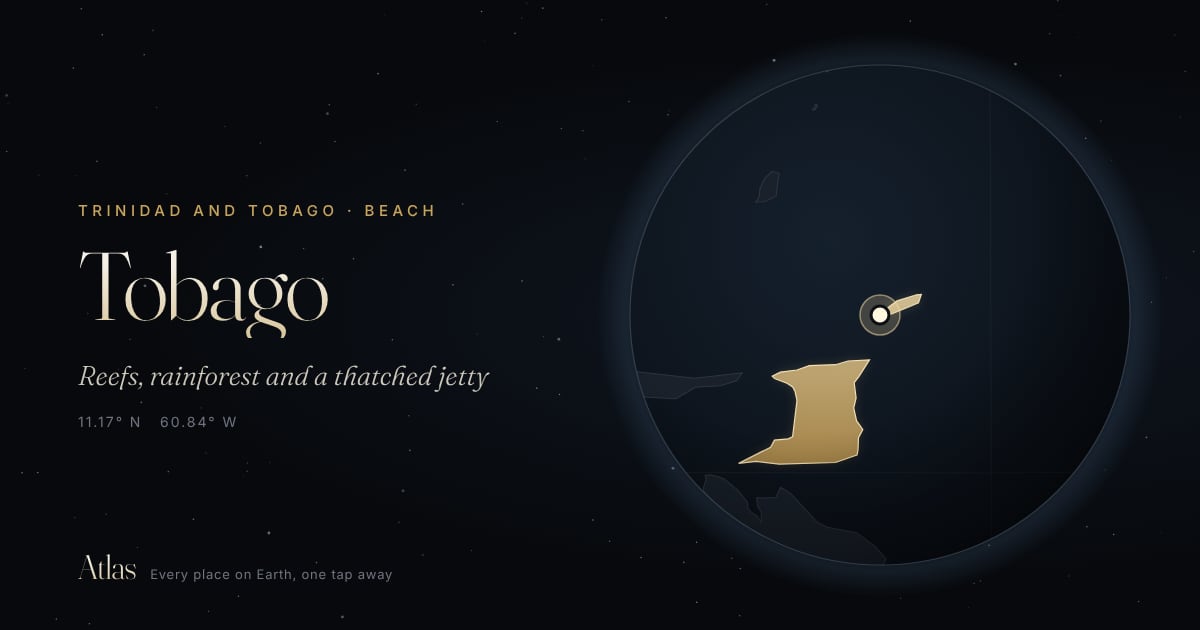 TRINIDAD AND TOBAGO · BEACH
Tobago
Reefs, rainforest and a thatched jetty
11.17° N 60.84° W
Atlas Every place on Earth, one tap away